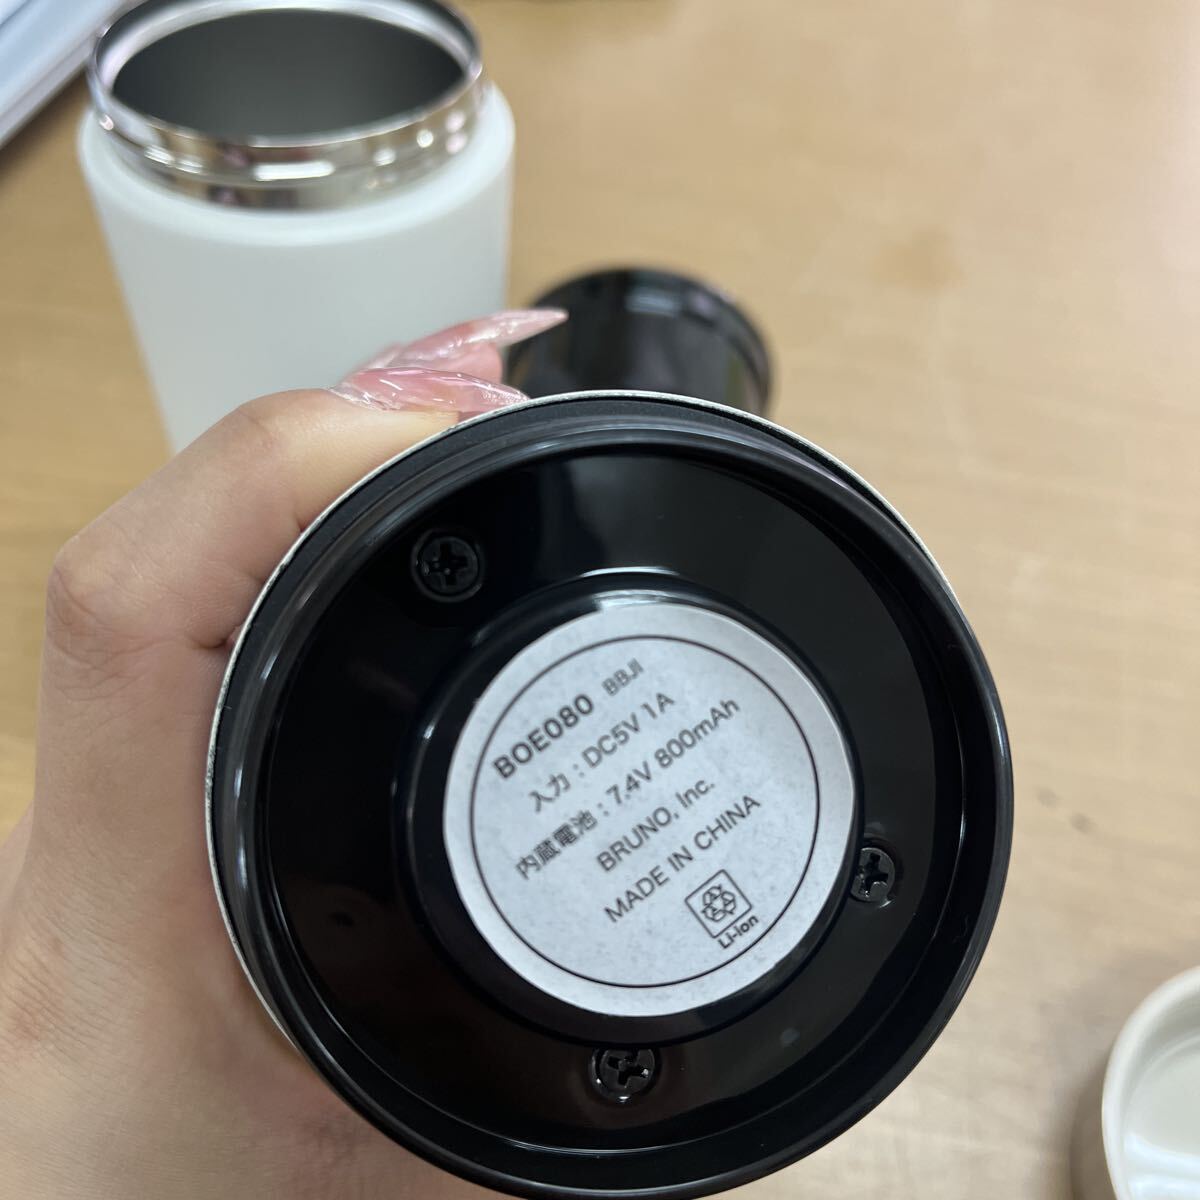 BOE080 BBJI
入力：DC5V 1A
内蔵電池：7.4V 800mAh
BRUNO, Inc.
MADE IN CHINA
Li-ion